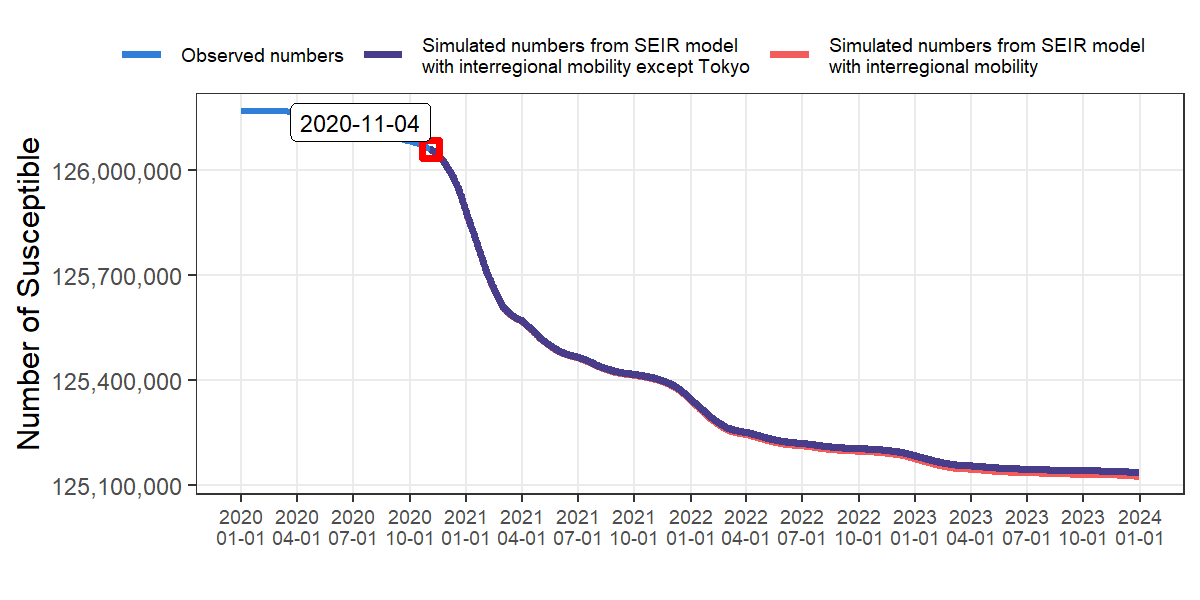 Observed numbers
Simulated numbers from SEIR model
with interregional mobility except Tokyo
Simulated numbers from SEIR model
with interregional mobility
2020-11-04
Number of Susceptible
126,000,000
125,700,000
125,400,000
125,100,000
2020 2020 2020 2020 2021 2021 2021 2021 2022 2022 2022 2022 2023 2023 2023 2023 2024
01-01 04-01 07-01 10-01 01-01 04-01 07-01 10-01 01-01 04-01 07-01 10-01 01-01 04-01 07-01 10-01 01-01